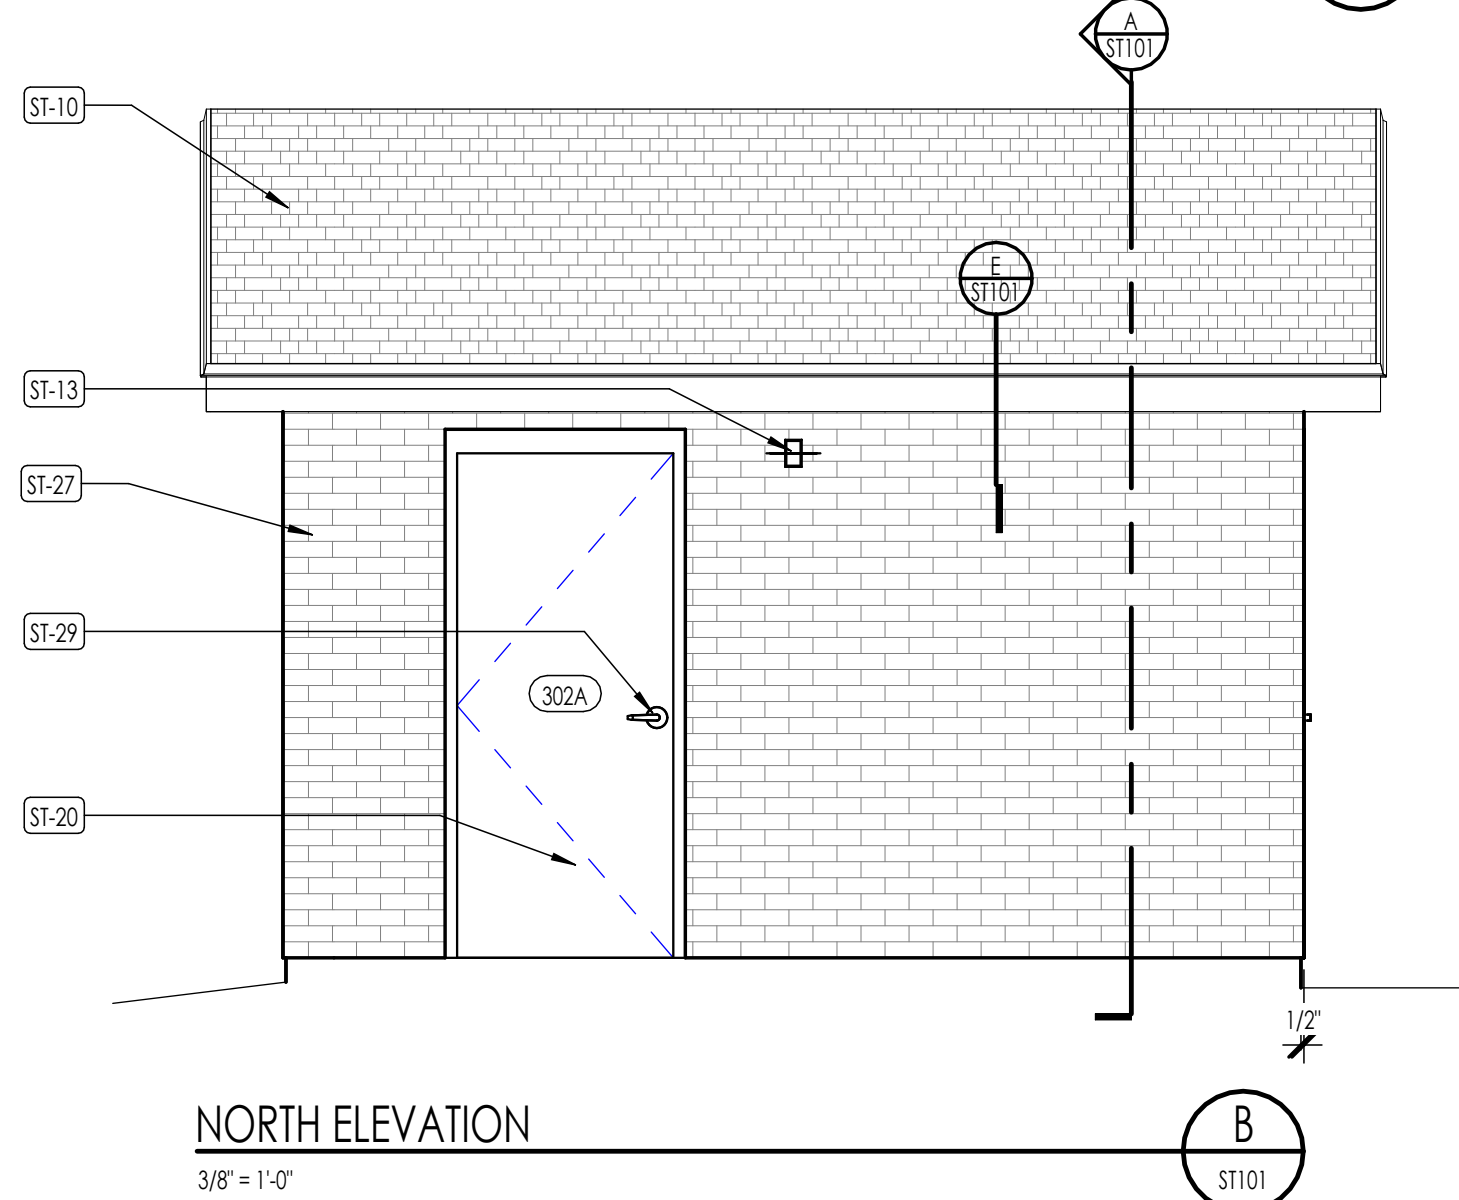 A
ST101
ST-10
E
ST101
ST-13
ST-27
ST-29
302A
ST-20
1/2"
NORTH ELEVATION
B
3/8" = 1'-0"
ST101